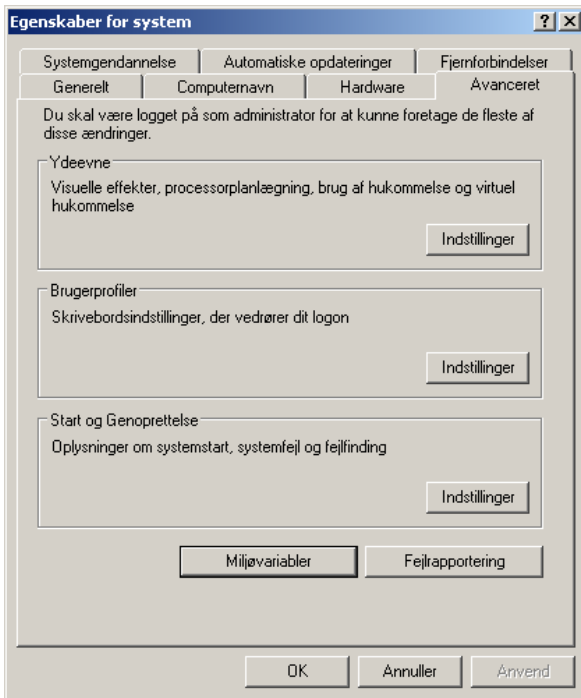 Egenskaber for system
Systemgendannelse
Automatiske opdateringer
Fjernforbindelser
Generelt
Computernavn
Hardware
Avanceret
Du skal være logget på som administrator for at kunne foretage de fleste af
disse ændringer.
Ydeevne
Visuelle effekter, processorplanlægning, brug af hukommelse og virtuel
hukommelse
Indstillinger
Brugerprofiler
Skrivebordsindstillinger, der vedrører dit logon
Indstillinger
Start og Genoprettelse
Oplysninger om systemstart, systemfejl og fejlfinding
Indstillinger
Miljøvariabler
Fejlrapportering
OK
Annuller
Anvend